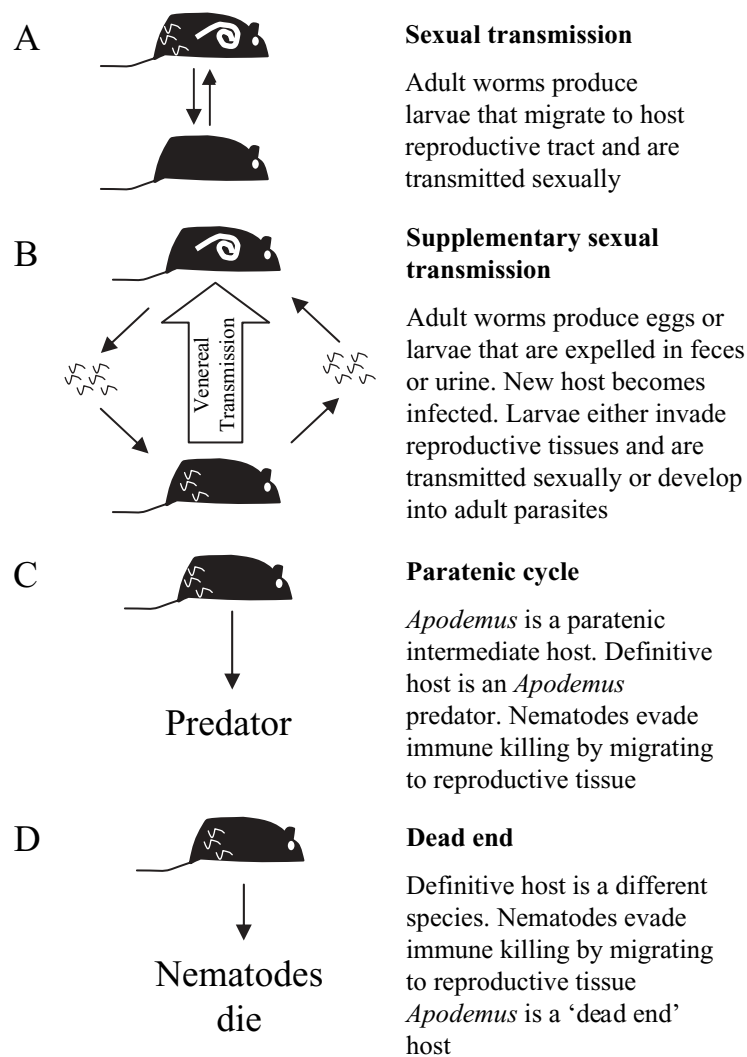 A
Sexual transmission
Adult worms produce
larvae that migrate to host
reproductive tract and are
transmitted sexually
B
Supplementary sexual
transmission
Venereal
Transmission
Adult worms produce eggs or
larvae that are expelled in feces
or urine. New host becomes
infected. Larvae either invade
reproductive tissues and are
transmitted sexually or develop
into adult parasites
C
Paratenic cycle
Predator
Apodemus is a paratenic
intermediate host. Definitive
host is an Apodemus
predator. Nematodes evade
immune killing by migrating
to reproductive tissue
D
Dead end
Nematodes
die
Definitive host is a different
species. Nematodes evade
immune killing by migrating
to reproductive tissue
Apodemus is a ‘dead end’
host